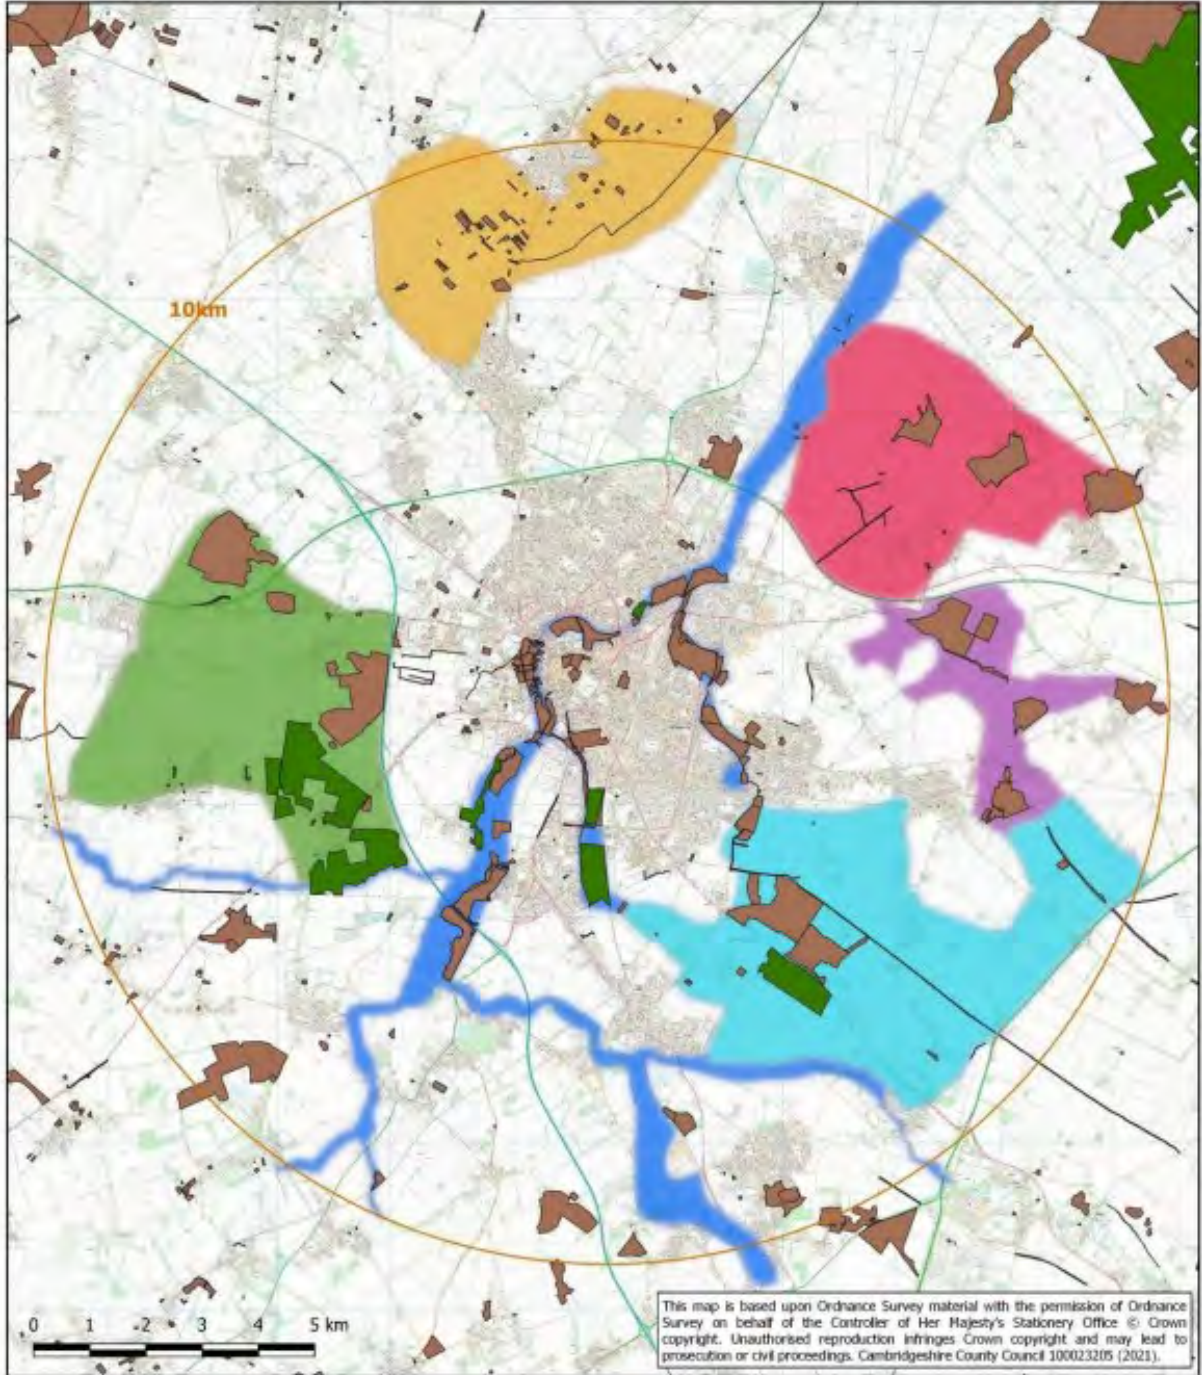 10km
0 1 2 3 4 5 km
This map is based upon Ordnance Survey material with the permission of Ordnance
Survey on behalf of the Controller of Her Majesty's Stationery Office © Crown
copyright. Unauthorised reproduction infringes Crown copyright and may lead to
prosecution or civil proceedings. Cambridgeshire County Council 100023205 (2021).